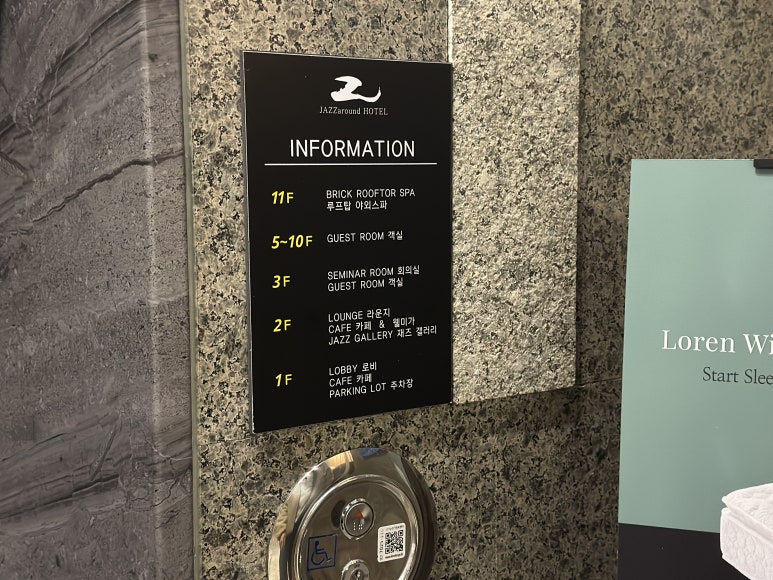 JAZZaround HOTEL
INFORMATION
11F BRICK ROOFTOR SPA
루프탑 야외스파
5~10F GUEST ROOM 객실
3F SEMINAR ROOM 회의실
GUEST ROOM 객실
2F LOUNGE 라운지
CAFE 카페 & 웰미가
JAZZ GALLERY 재즈 갤러리
1F LOBBY 로비
CAFE 카페
PARKING LOT 주차장
Loren Wi
Start Slee